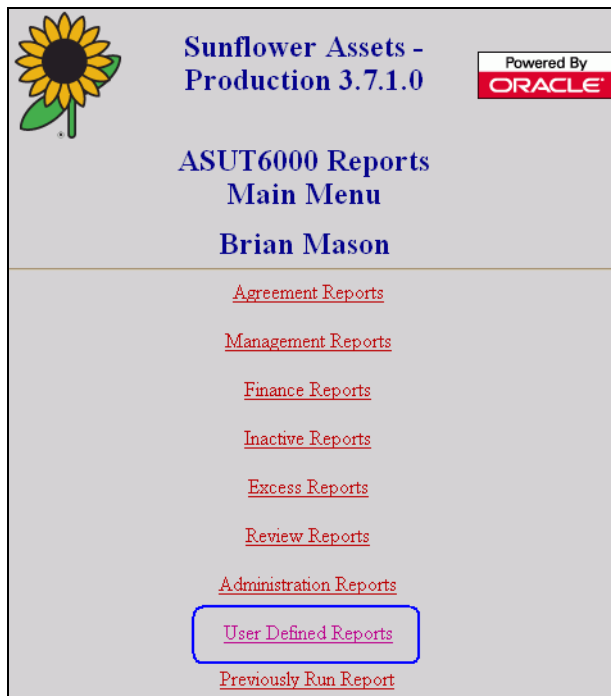 Sunflower Assets -
Production 3.7.1.0
Powered By
ORACLE
ASUT6000 Reports
Main Menu
Brian Mason
Agreement Reports
Management Reports
Finance Reports
Inactive Reports
Excess Reports
Review Reports
Administration Reports
User Defined Reports
Previously Run Report